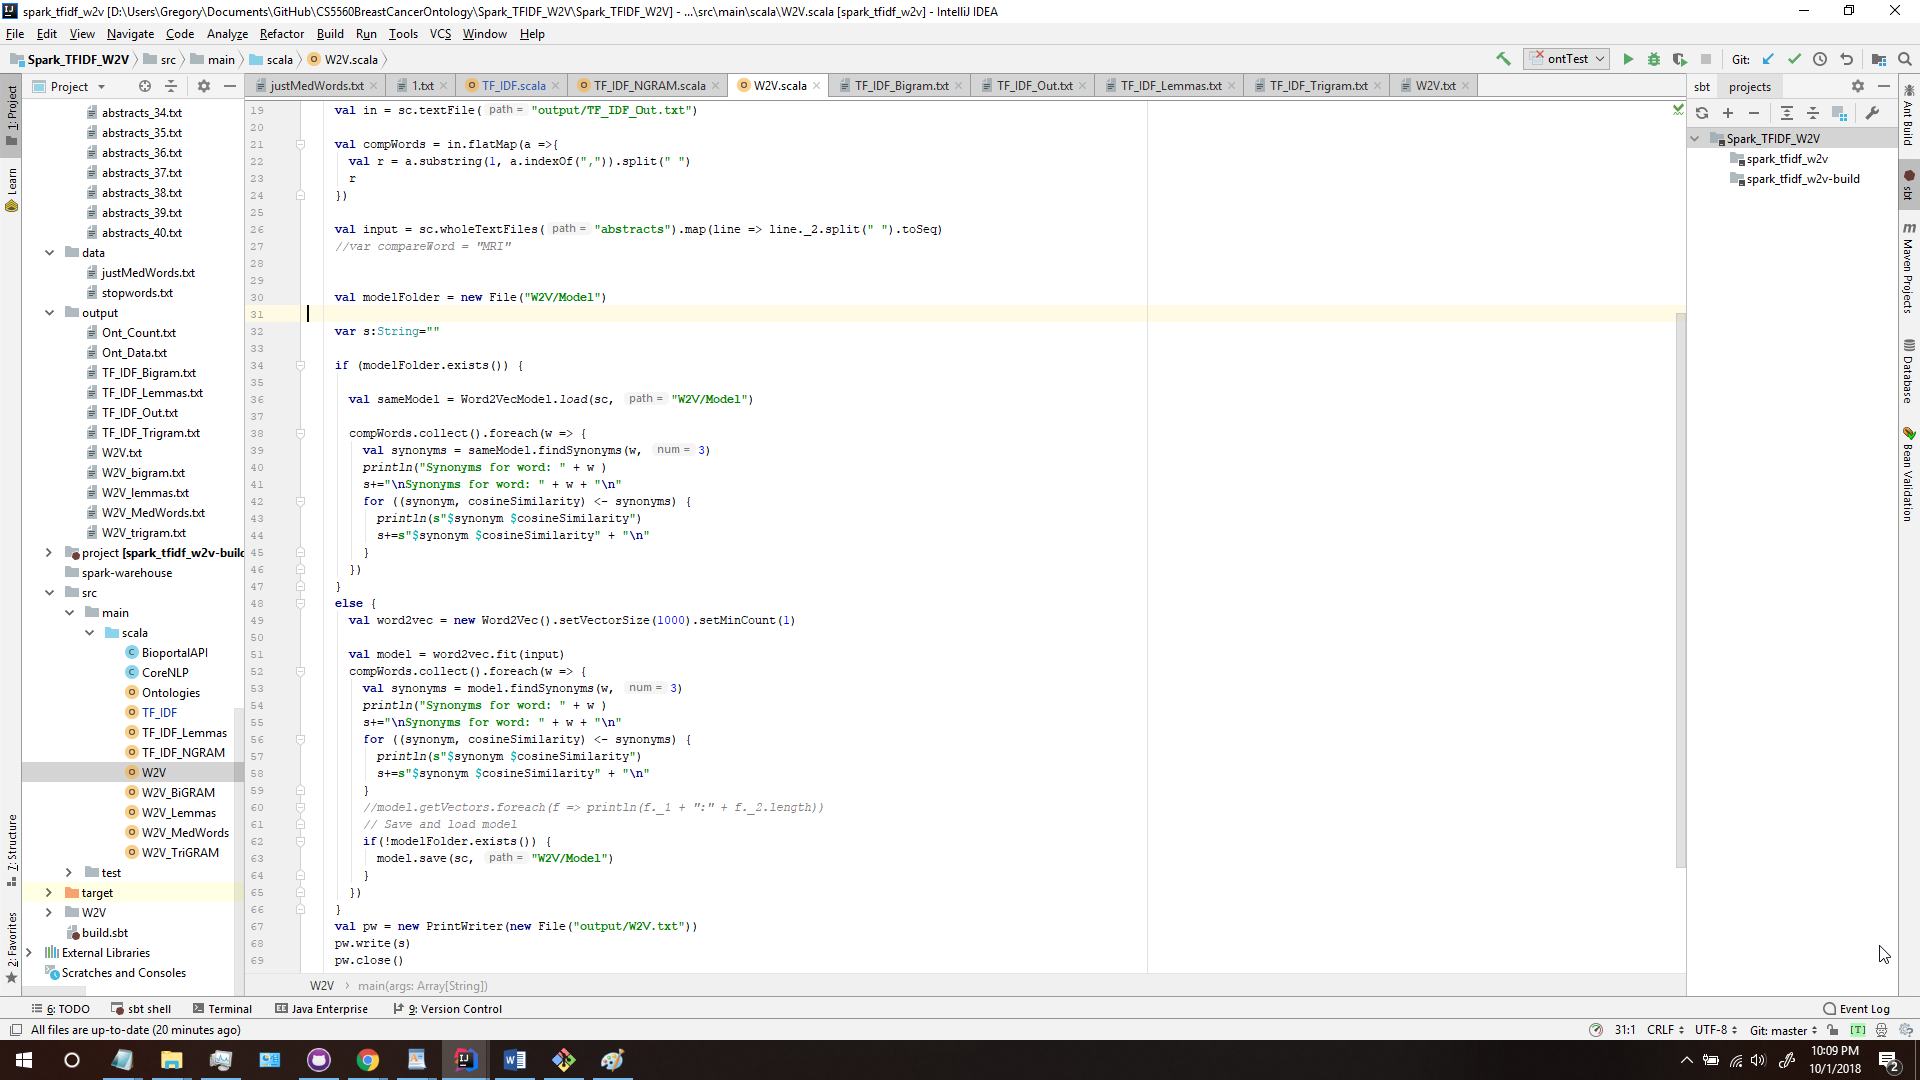 spark_tfidf_w2v [D:\Users\Gregory\Documents\GitHub\CS5560BreastCancerOntology\Spark_TFIDF_W2V\Spark_TFIDF_W2V] - ...\src\main\scala\W2V.scala [spark_tfidf_w2v] - IntelliJ IDEA
File Edit View Navigate Code Analyze Refactor Build Run Tools VCS Window Help
Spark_TFIDF_W2V src main scala W2V.scala
ontTest
Git:
1: Project
Learn
7: Structure
2: Favorites
Project
abstracts_34.txt
abstracts_35.txt
abstracts_36.txt
abstracts_37.txt
abstracts_38.txt
abstracts_39.txt
abstracts_40.txt
data
justMedWords.txt
stopwords.txt
output
Ont_Count.txt
Ont_Data.txt
TF_IDF_Bigram.txt
TF_IDF_Lemmas.txt
TF_IDF_Out.txt
TF_IDF_Trigram.txt
W2V.txt
W2V_bigram.txt
W2V_lemmas.txt
W2V_MedWords.txt
W2V_trigram.txt
project [spark_tfidf_w2v-build
spark-warehouse
src
main
scala
BioportalAPI
CoreNLP
Ontologies
TF_IDF
TF_IDF_Lemmas
TF_IDF_NGRAM
W2V
W2V_BiGRAM
W2V_Lemmas
W2V_MedWords
W2V_TriGRAM
test
target
W2V
build.sbt
External Libraries
Scratches and Consoles
justMedWords.txt 1.txt TF_IDF.scala TF_IDF_NGRAM.scala W2V.scala TF_IDF_Bigram.txt TF_IDF_Out.txt TF_IDF_Lemmas.txt TF_IDF_Trigram.txt W2V.txt
19 val in = sc.textFile( path = "output/TF_IDF_Out.txt")
20
21 val compWords = in.flatMap(a =>{
22 val r = a.substring(1, a.indexOf(",")).split(" ")
23 r
24 })
25
26 val input = sc.wholeTextFiles( path = "abstracts").map(line => line._2.split(" ").toSeq)
27 //var compareWord = "MRI"
28
29
30 val modelFolder = new File("W2V/Model")
31
32 var s:String=""
33
34 if (modelFolder.exists()) {
35
36 val sameModel = Word2VecModel.load(sc, path = "W2V/Model")
37
38 compWords.collect().foreach(w => {
39 val synonyms = sameModel.findSynonyms(w, num = 3)
40 println("Synonyms for word: " + w )
41 s+="\nSynonyms for word: " + w + "\n"
42 for ((synonym, cosineSimilarity) <- synonyms) {
43 println(s"$synonym $cosineSimilarity")
44 s+=s"$synonym $cosineSimilarity" + "\n"
45 }
46 })
47 }
48 else {
49 val word2vec = new Word2Vec().setVectorSize(1000).setMinCount(1)
50
51 val model = word2vec.fit(input)
52 compWords.collect().foreach(w => {
53 val synonyms = model.findSynonyms(w, num = 3)
54 println("Synonyms for word: " + w )
55 s+="\nSynonyms for word: " + w + "\n"
56 for ((synonym, cosineSimilarity) <- synonyms) {
57 println(s"$synonym $cosineSimilarity")
58 s+=s"$synonym $cosineSimilarity" + "\n"
59 }
60 //model.getVectors.foreach(f => println(f._1 + ":" + f._2.length))
61 // Save and load model
62 if(!modelFolder.exists()) {
63 model.save(sc, path = "W2V/Model")
64 }
65 })
66 }
67 val pw = new PrintWriter(new File("output/W2V.txt"))
68 pw.write(s)
69 pw.close()
W2V main(args: Array[String])
sbt projects
Spark_TFIDF_W2V
spark_tfidf_w2v
spark_tfidf_w2v-build
Ant Build
sbt
Maven Projects
Database
Bean Validation
6: TODO sbt shell Terminal Java Enterprise 9: Version Control Event Log
All files are up-to-date (20 minutes ago) 31:1 CRLF UTF-8 Git: master [T]
10:09 PM
10/1/2018
2